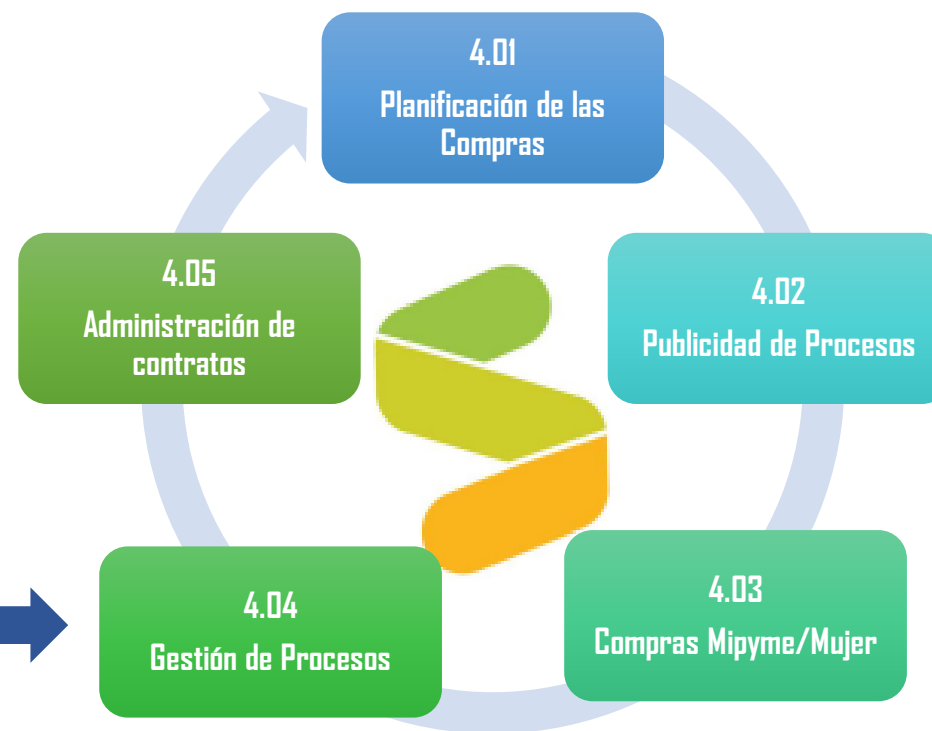 4.01
Planificación de las
Compras
4.02
Publicidad de Procesos
4.03
Compras Mipyme/Mujer
4.04
Gestión de Procesos
4.05
Administración de
contratos